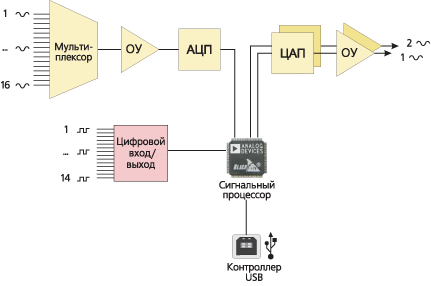 1
...
16
Мульти-
плексор
ОУ
АЦП
ЦАП
ОУ
2
1
1
...
14
Цифровой
вход/
выход
ANALOG
DEVICES
Сигнальный
процессор
Контроллер
USB